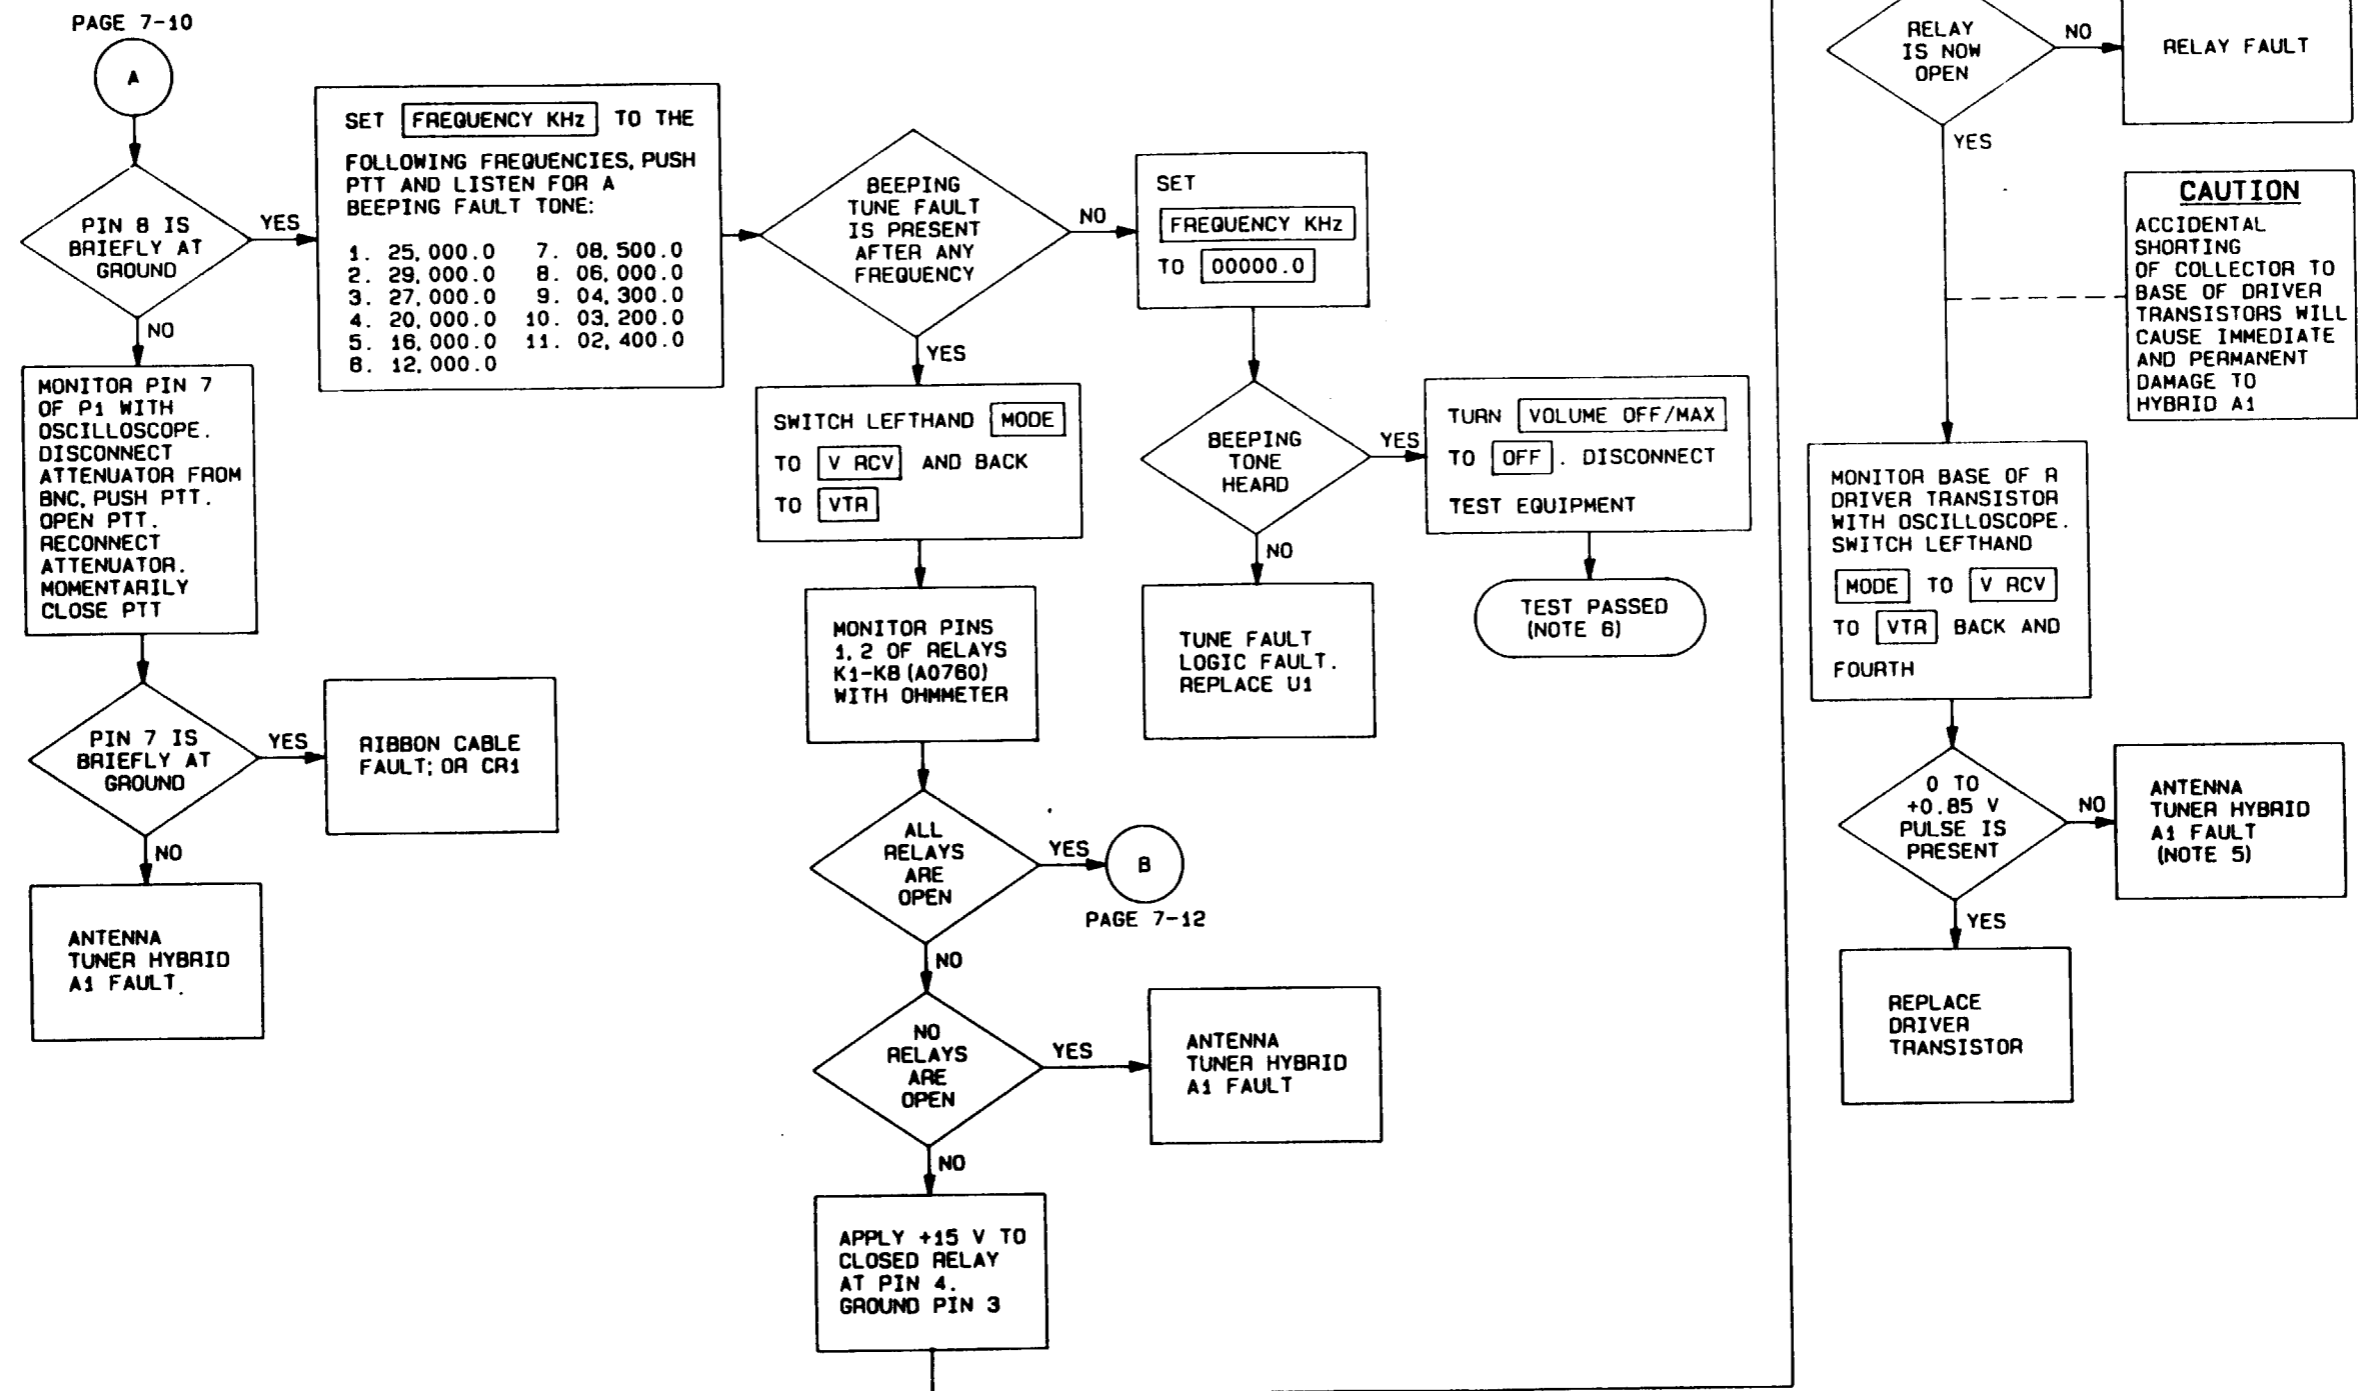 PAGE 7-10
A
PIN 8 IS
BRIEFLY AT
GROUND
YES
NO
SET FREQUENCY KHz TO THE
FOLLOWING FREQUENCIES, PUSH
PTT AND LISTEN FOR A
BEEPING FAULT TONE:
1. 25,000.0 7. 08,500.0
2. 29,000.0 8. 06,000.0
3. 27,000.0 9. 04,300.0
4. 20,000.0 10. 03,200.0
5. 16,000.0 11. 02,400.0
6. 12,000.0
MONITOR PIN 7
OF P1 WITH
OSCILLOSCOPE.
DISCONNECT
ATTENUATOR FROM
BNC, PUSH PTT.
OPEN PTT.
RECONNECT
ATTENUATOR.
MOMENTARILY
CLOSE PTT
PIN 7 IS
BRIEFLY AT
GROUND
YES
NO
RIBBON CABLE
FAULT; OR CR1
ANTENNA
TUNER HYBRID
A1 FAULT.
BEEPING
TUNE FAULT
IS PRESENT
AFTER ANY
FREQUENCY
NO
YES
SWITCH LEFTHAND MODE
TO V RCV AND BACK
TO VTR
MONITOR PINS
1, 2 OF RELAYS
K1-K8 (A0760)
WITH OHMMETER
ALL
RELAYS
ARE
OPEN
YES
B
PAGE 7-12
NO
NO
RELAYS
ARE
OPEN
YES
ANTENNA
TUNER HYBRID
A1 FAULT
NO
APPLY +15 V TO
CLOSED RELAY
AT PIN 4.
GROUND PIN 3
SET
FREQUENCY KHz
TO 00000.0
BEEPING
TONE
HEARD
YES
NO
TUNE FAULT
LOGIC FAULT.
REPLACE U1
TURN VOLUME OFF/MAX
TO OFF. DISCONNECT
TEST EQUIPMENT
TEST PASSED
(NOTE 6)
RELAY
IS NOW
OPEN
NO
RELAY FAULT
YES
CAUTION
ACCIDENTAL
SHORTING
OF COLLECTOR TO
BASE OF DRIVER
TRANSISTORS WILL
CAUSE IMMEDIATE
AND PERMANENT
DAMAGE TO
HYBRID A1
MONITOR BASE OF A
DRIVER TRANSISTOR
WITH OSCILLOSCOPE.
SWITCH LEFTHAND
MODE TO V RCV
TO VTR BACK AND
FOURTH
0 TO
+0.85 V
PULSE IS
PRESENT
NO
ANTENNA
TUNER HYBRID
A1 FAULT
(NOTE 5)
YES
REPLACE
DRIVER
TRANSISTOR